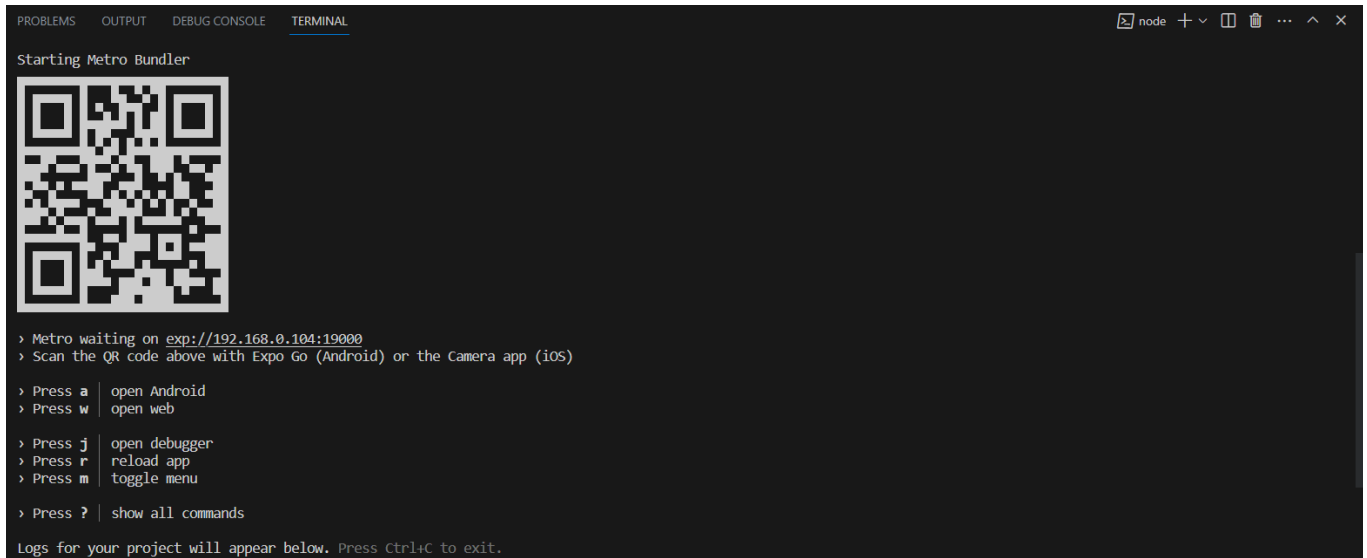 PROBLEMS OUTPUT DEBUG CONSOLE TERMINAL node
Starting Metro Bundler
› Metro waiting on exp://192.168.0.104:19000
› Scan the QR code above with Expo Go (Android) or the Camera app (iOS)
› Press a │ open Android
› Press w │ open web
› Press j │ open debugger
› Press r │ reload app
› Press m │ toggle menu
› Press ? │ show all commands
Logs for your project will appear below. Press Ctrl+C to exit.